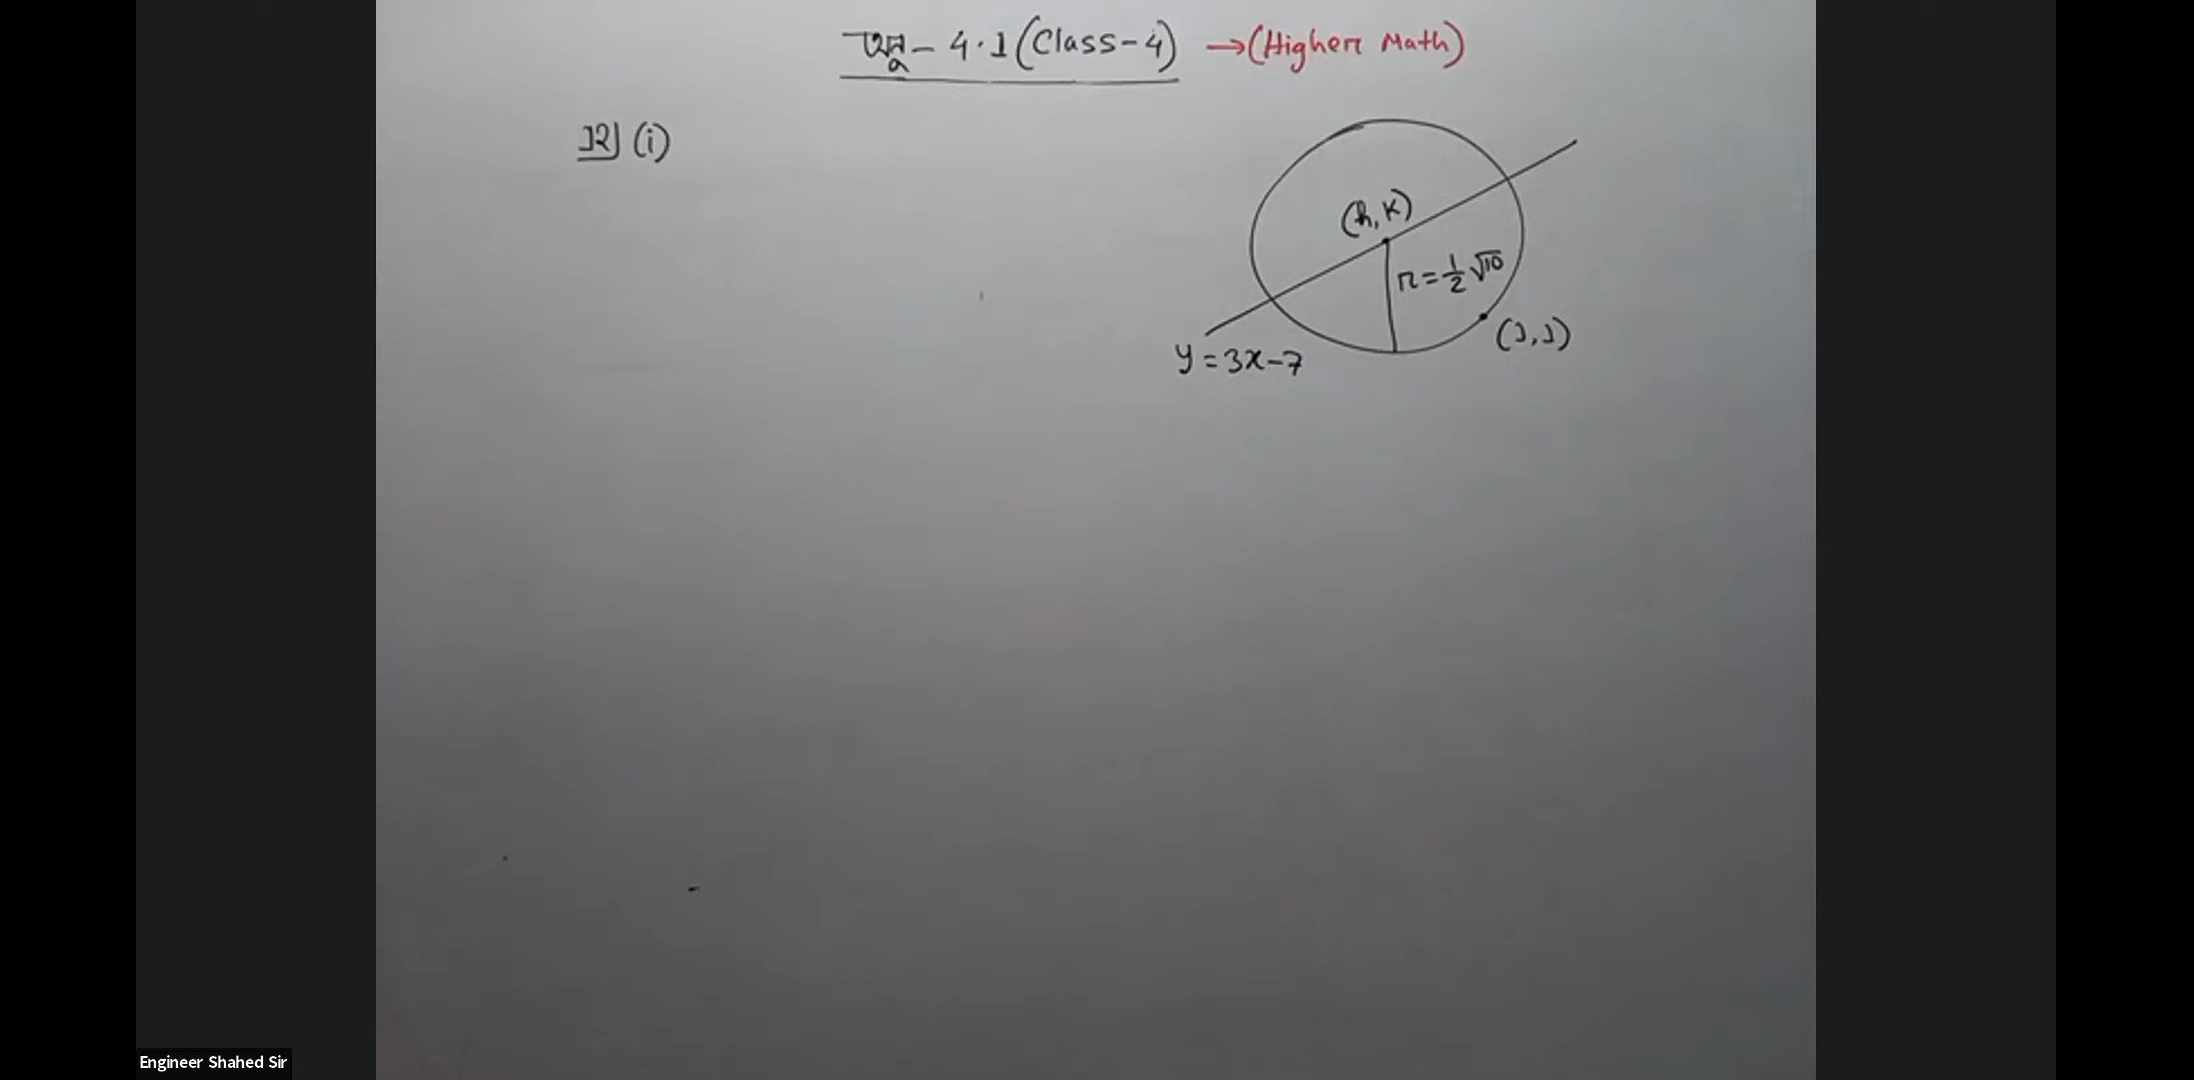 অনু - 4.1 (Class-4) → (Higher Math)
১২| (i)
(h, k)
r = 1/2 √10
(1, 1)
y = 3x - 7
Engineer Shahed Sir